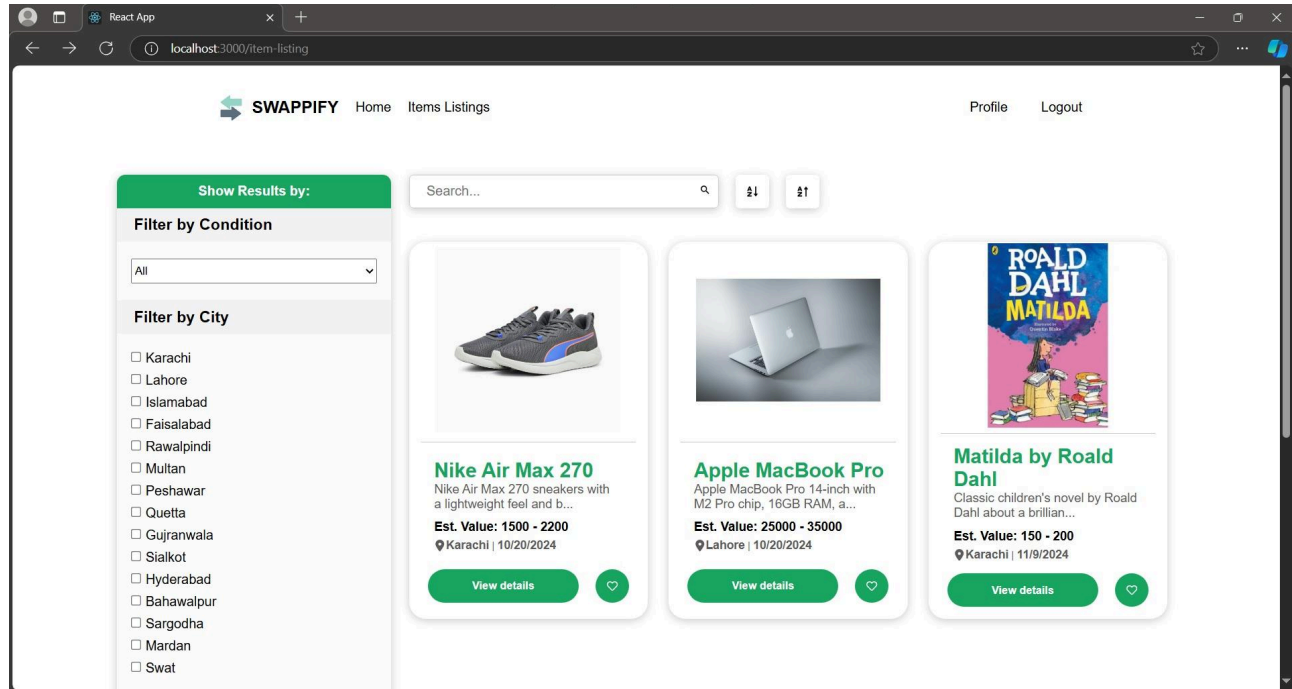 React App
localhost:3000/item-listing
SWAPPIFY Home Items Listings Profile Logout
Show Results by:
Filter by Condition
All
Filter by City
Karachi
Lahore
Islamabad
Faisalabad
Rawalpindi
Multan
Peshawar
Quetta
Gujranwala
Sialkot
Hyderabad
Bahawalpur
Sargodha
Mardan
Swat
Search...
Nike Air Max 270
Nike Air Max 270 sneakers with
a lightweight feel and b...
Est. Value: 1500 - 2200
Karachi | 10/20/2024
View details
Apple MacBook Pro
Apple MacBook Pro 14-inch with
M2 Pro chip, 16GB RAM, a...
Est. Value: 25000 - 35000
Lahore | 10/20/2024
View details
ROALD
DAHL
MATILDA
Quentin Blake
Matilda by Roald
Dahl
Classic children's novel by Roald
Dahl about a brillian...
Est. Value: 150 - 200
Karachi | 11/9/2024
View details